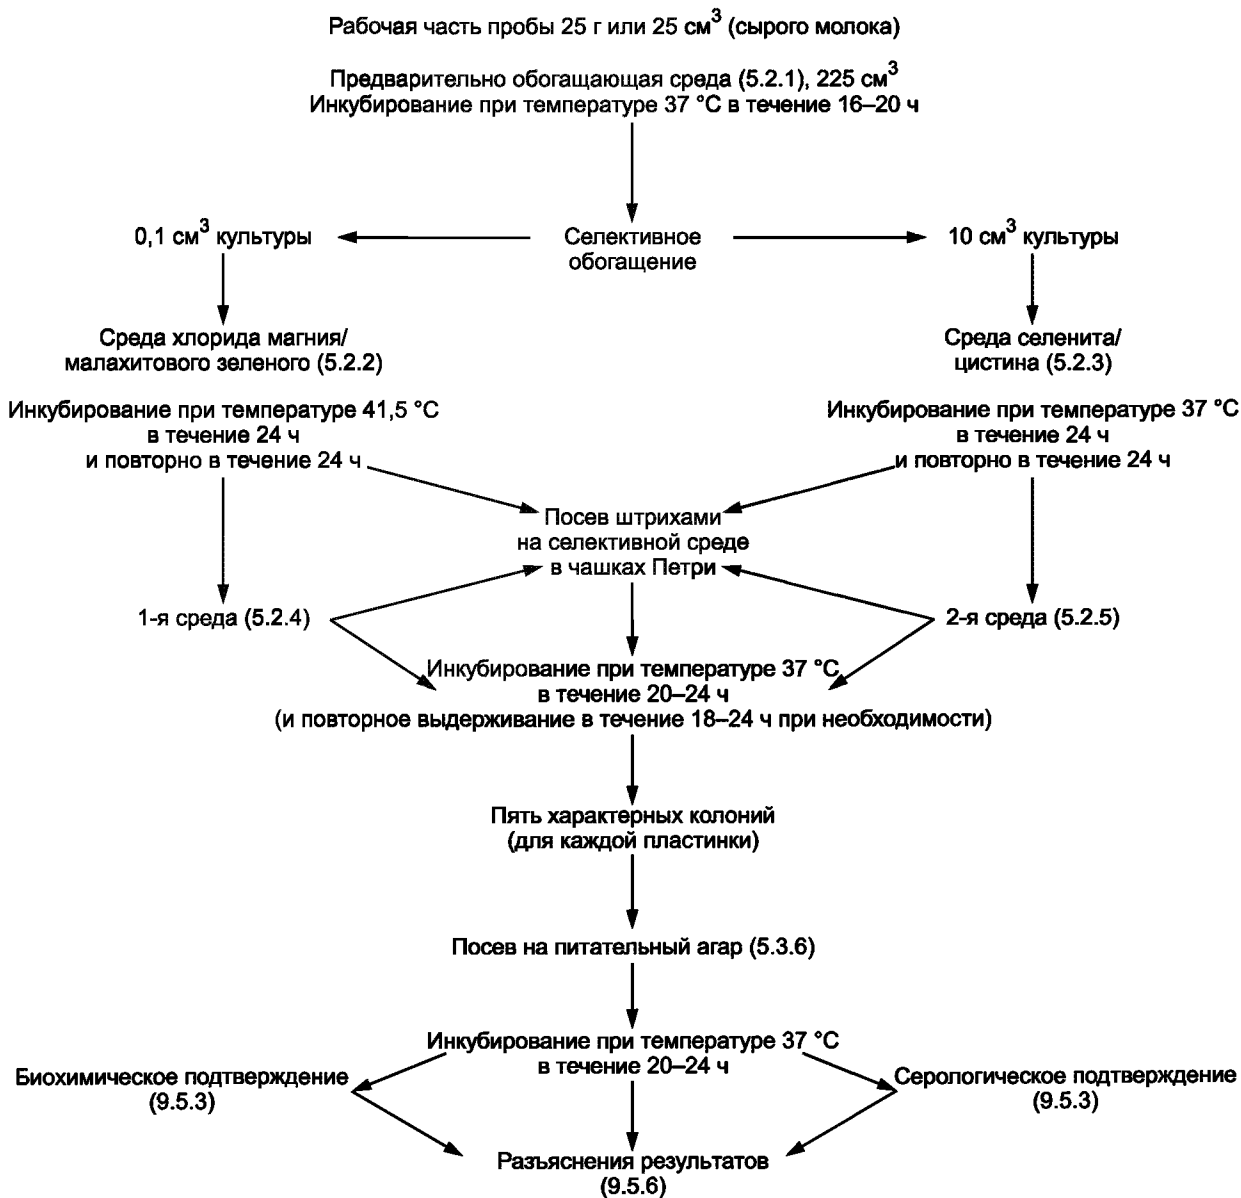 Рабочая часть пробы 25 г или 25 см³ (сырого молока)
Предварительно обогащающая среда (5.2.1), 225 см³
Инкубирование при температуре 37 °С в течение 16–20 ч
0,1 см³ культуры
Селективное
обогащение
10 см³ культуры
Среда хлорида магния/
малахитового зеленого (5.2.2)
Среда селенита/
цистина (5.2.3)
Инкубирование при температуре 41,5 °С
в течение 24 ч
и повторно в течение 24 ч
Инкубирование при температуре 37 °С
в течение 24 ч
и повторно в течение 24 ч
Посев штрихами
на селективной среде
в чашках Петри
1-я среда (5.2.4)
2-я среда (5.2.5)
Инкубирование при температуре 37 °С
в течение 20–24 ч
(и повторное выдерживание в течение 18–24 ч при необходимости)
Пять характерных колоний
(для каждой пластинки)
Посев на питательный агар (5.3.6)
Инкубирование при температуре 37 °С
в течение 20–24 ч
Биохимическое подтверждение
(9.5.3)
Серологическое подтверждение
(9.5.3)
Разъяснения результатов
(9.5.6)